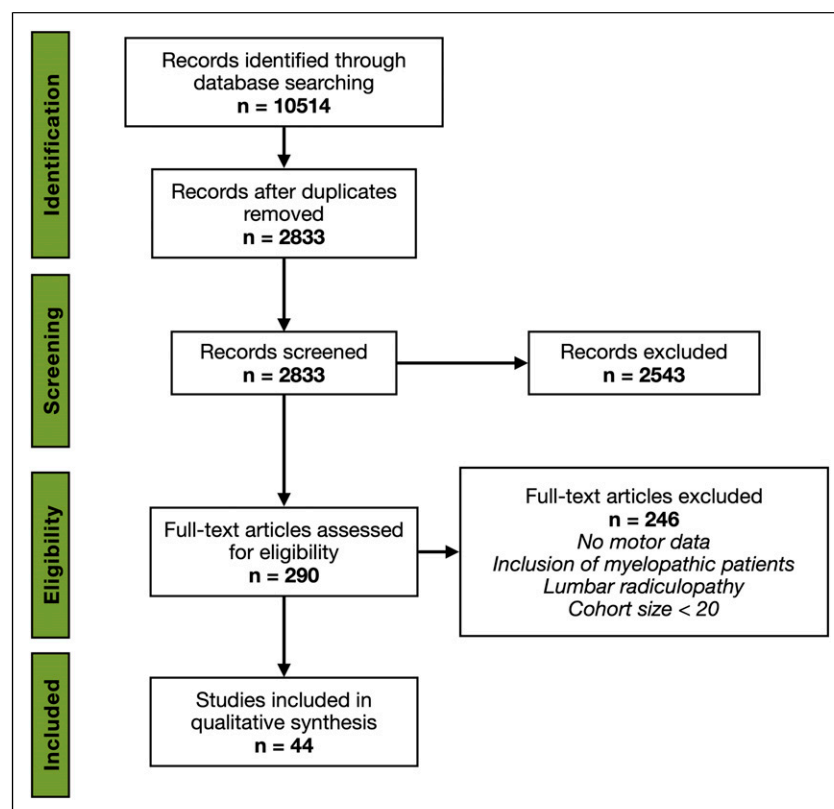 Identification
Records identified through
database searching
n = 10514
Records after duplicates
removed
n = 2833
Screening
Records screened
n = 2833
Records excluded
n = 2543
Eligibility
Full-text articles assessed
for eligibility
n = 290
Full-text articles excluded
n = 246
No motor data
Inclusion of myelopathic patients
Lumbar radiculopathy
Cohort size < 20
Included
Studies included in
qualitative synthesis
n = 44